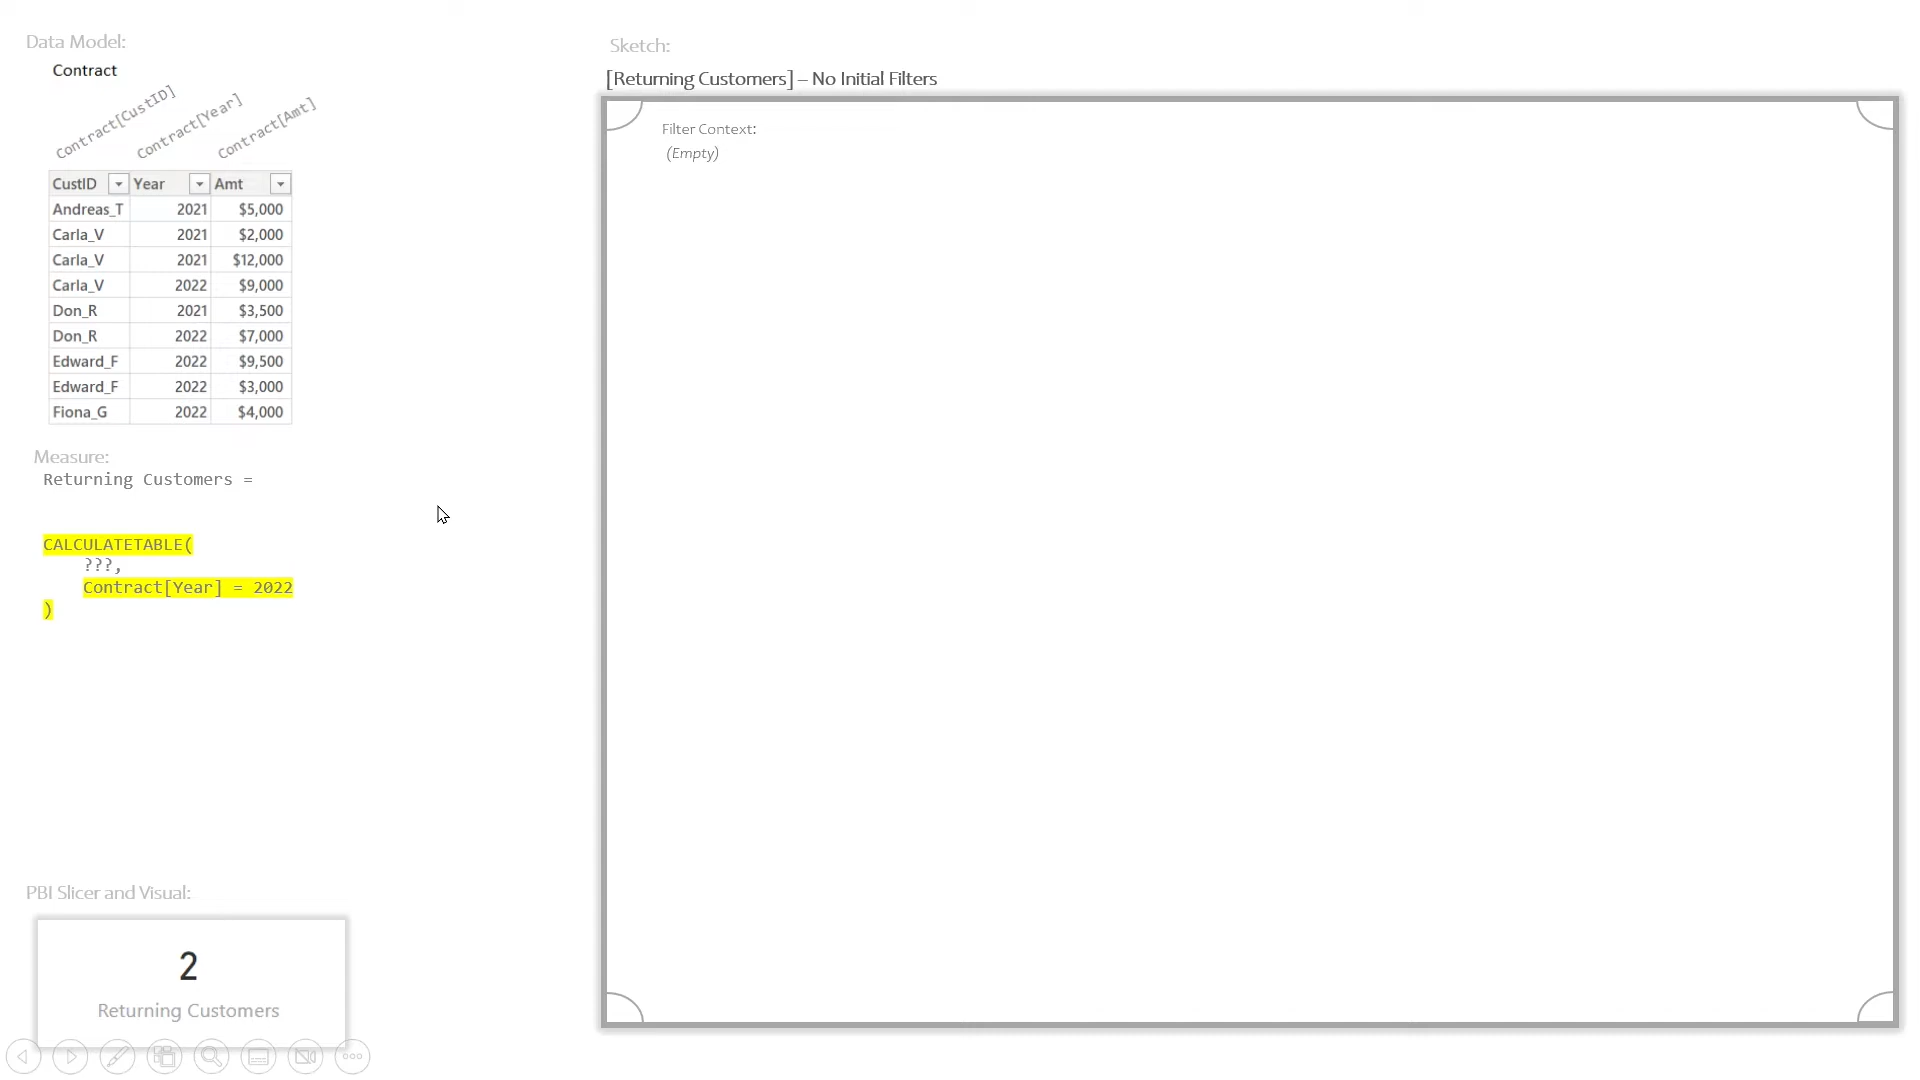 Data Model:
Contract
Contract[CustID]
Contract[Year]
Contract[Amt]
CustID Year Amt
Andreas_T 2021 $5,000
Carla_V 2021 $2,000
Carla_V 2021 $12,000
Carla_V 2022 $9,000
Don_R 2021 $3,500
Don_R 2022 $7,000
Edward_F 2022 $9,500
Edward_F 2022 $3,000
Fiona_G 2022 $4,000
Measure:
Returning Customers =
CALCULATETABLE(
???,
Contract[Year] = 2022
)
PBI Slicer and Visual:
2
Returning Customers
Sketch:
[Returning Customers] – No Initial Filters
Filter Context:
(Empty)